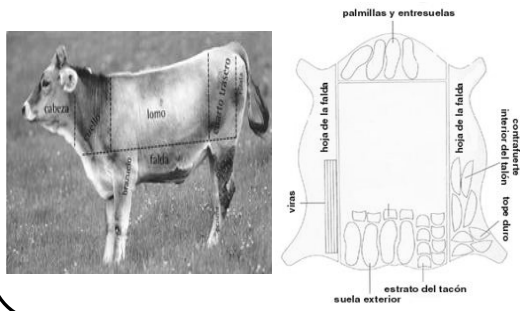 cabeza
cuello
lomo
cuarto trasero
falda
palmillas y entresuelas
hoja de la falda
hoja de la falda
contrafuerte
interior del talón
tope duro
viras
estrato del tacón
suela exterior